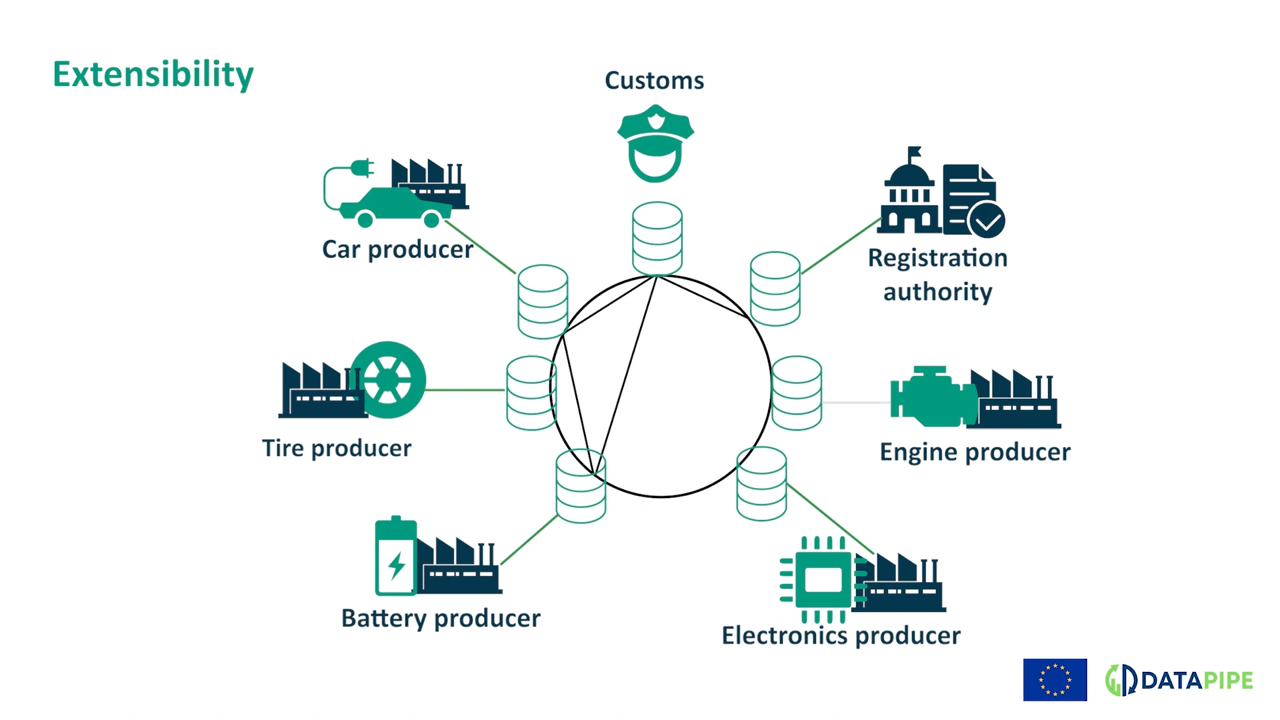 Extensibility
Customs
Car producer
Registration
authority
Tire producer
Engine producer
Battery producer
Electronics producer
DATAPIPE